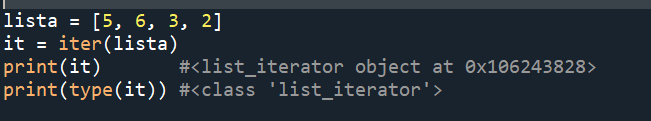 lista = [5, 6, 3, 2]
it = iter(lista)
print(it)       #<list_iterator object at 0x106243828>
print(type(it)) #<class 'list_iterator'>